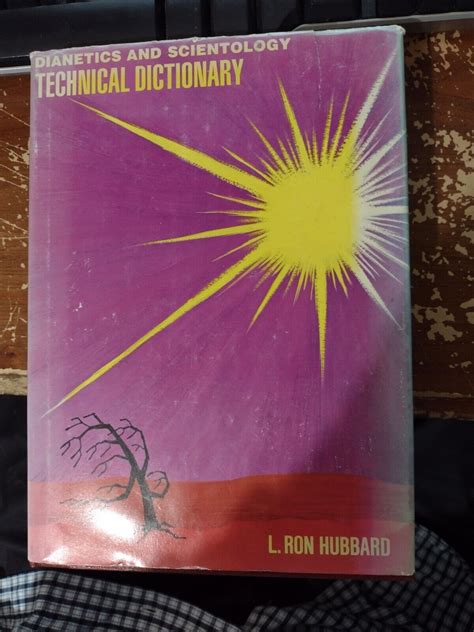 DIANETICS AND SCIENTOLOGY
TECHNICAL DICTIONARY
L. RON HUBBARD